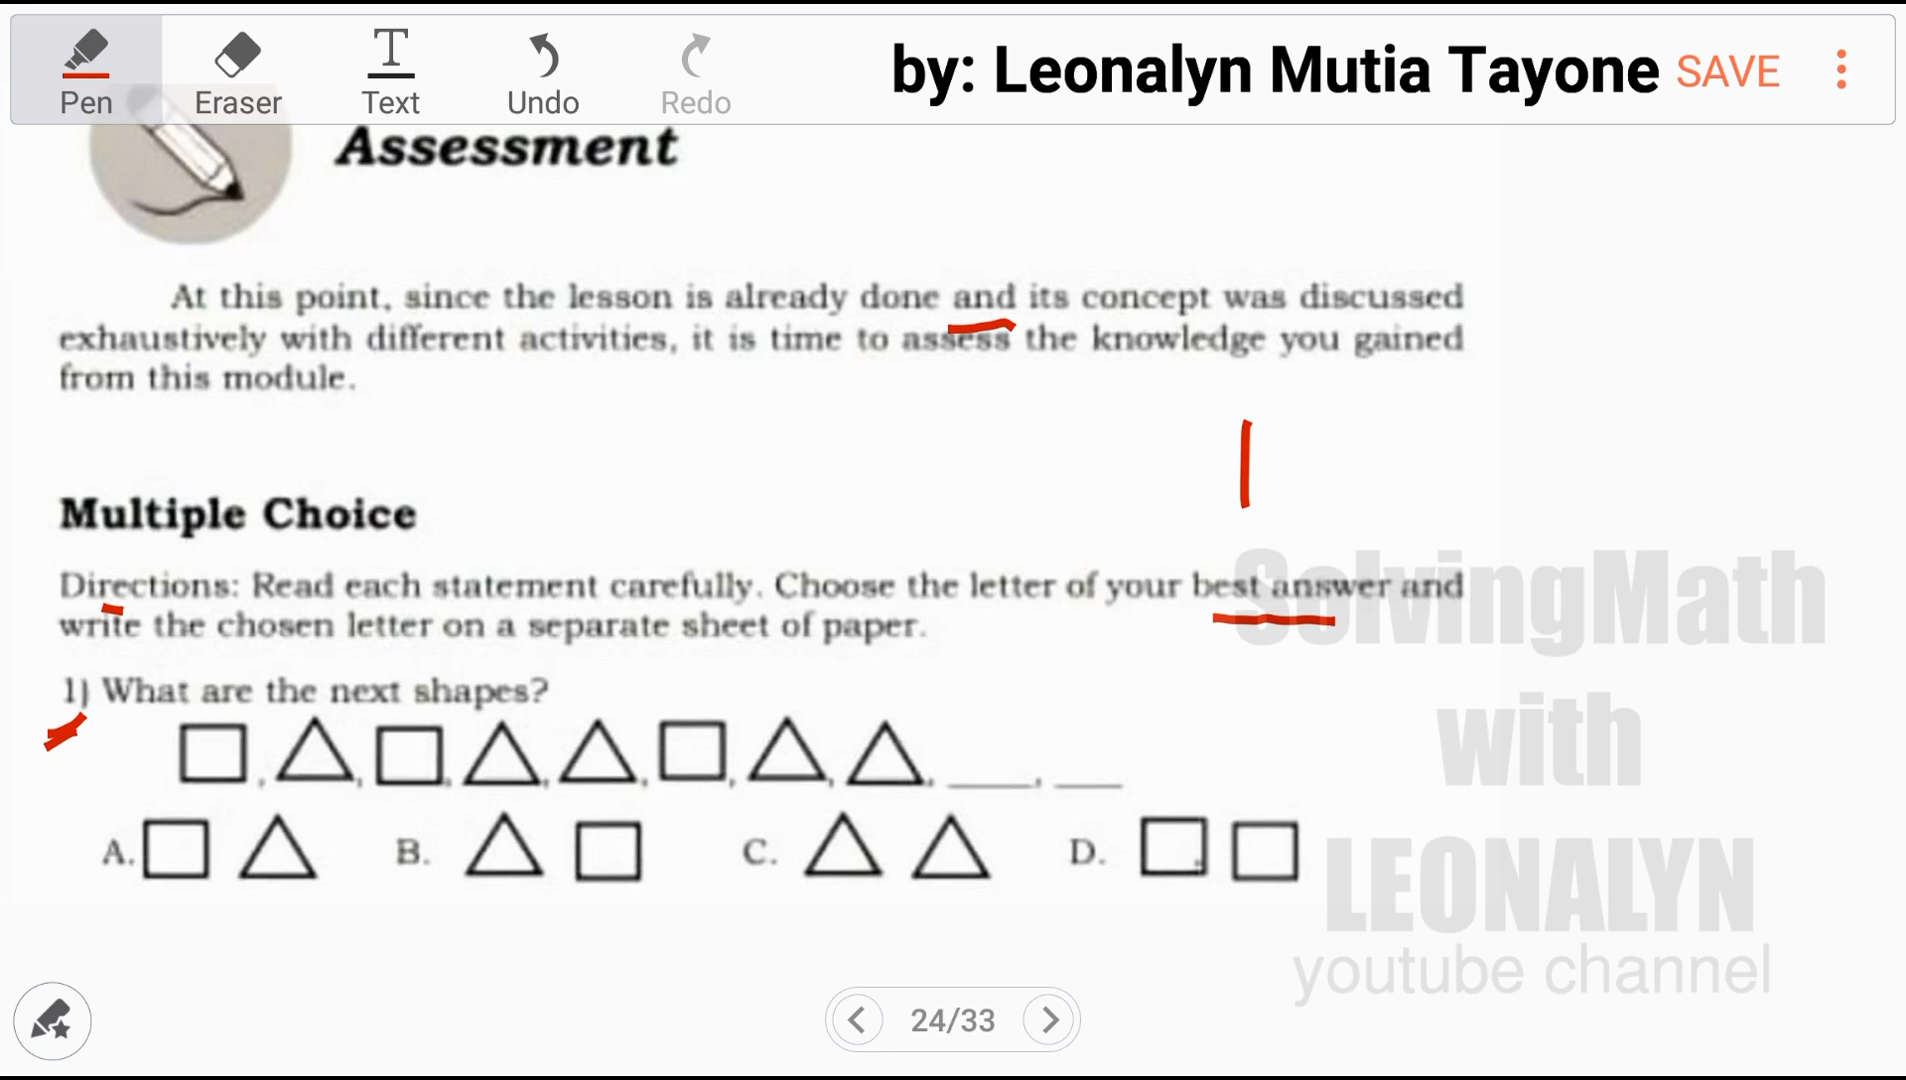 by: Leonalyn Mutia Tayone
SAVE
Pen Eraser Text Undo Redo
Assessment
At this point, since the lesson is already done and its concept was discussed
exhaustively with different activities, it is time to assess the knowledge you gained
from this module.
Multiple Choice
Directions: Read each statement carefully. Choose the letter of your best answer and
write the chosen letter on a separate sheet of paper.
1) What are the next shapes?
A. B. C. D.
SolvingMath
with
LEONALYN
youtube channel
24/33